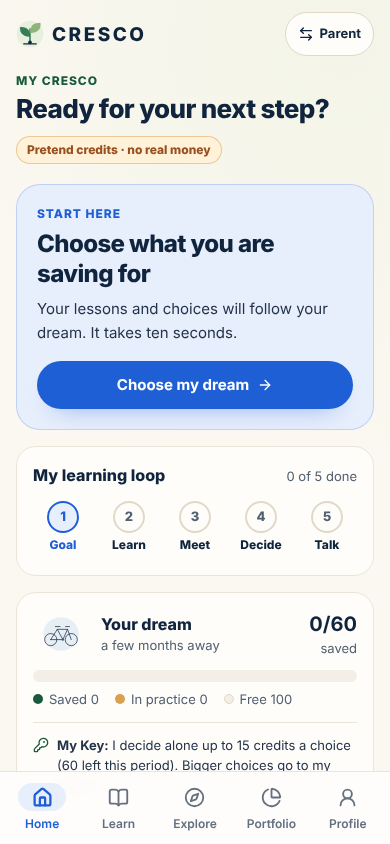 CRESCO
Parent
MY CRESCO
Ready for your next step?
Pretend credits · no real money
START HERE
Choose what you are
saving for
Your lessons and choices will follow your
dream. It takes ten seconds.
Choose my dream →
My learning loop
0 of 5 done
1 2 3 4 5
Goal Learn Meet Decide Talk
Your dream
0/60
a few months away
saved
Saved 0 In practice 0 Free 100
My Key: I decide alone up to 15 credits a choice
(60 left this period). Bigger choices go to my
Home Learn Explore Portfolio Profile